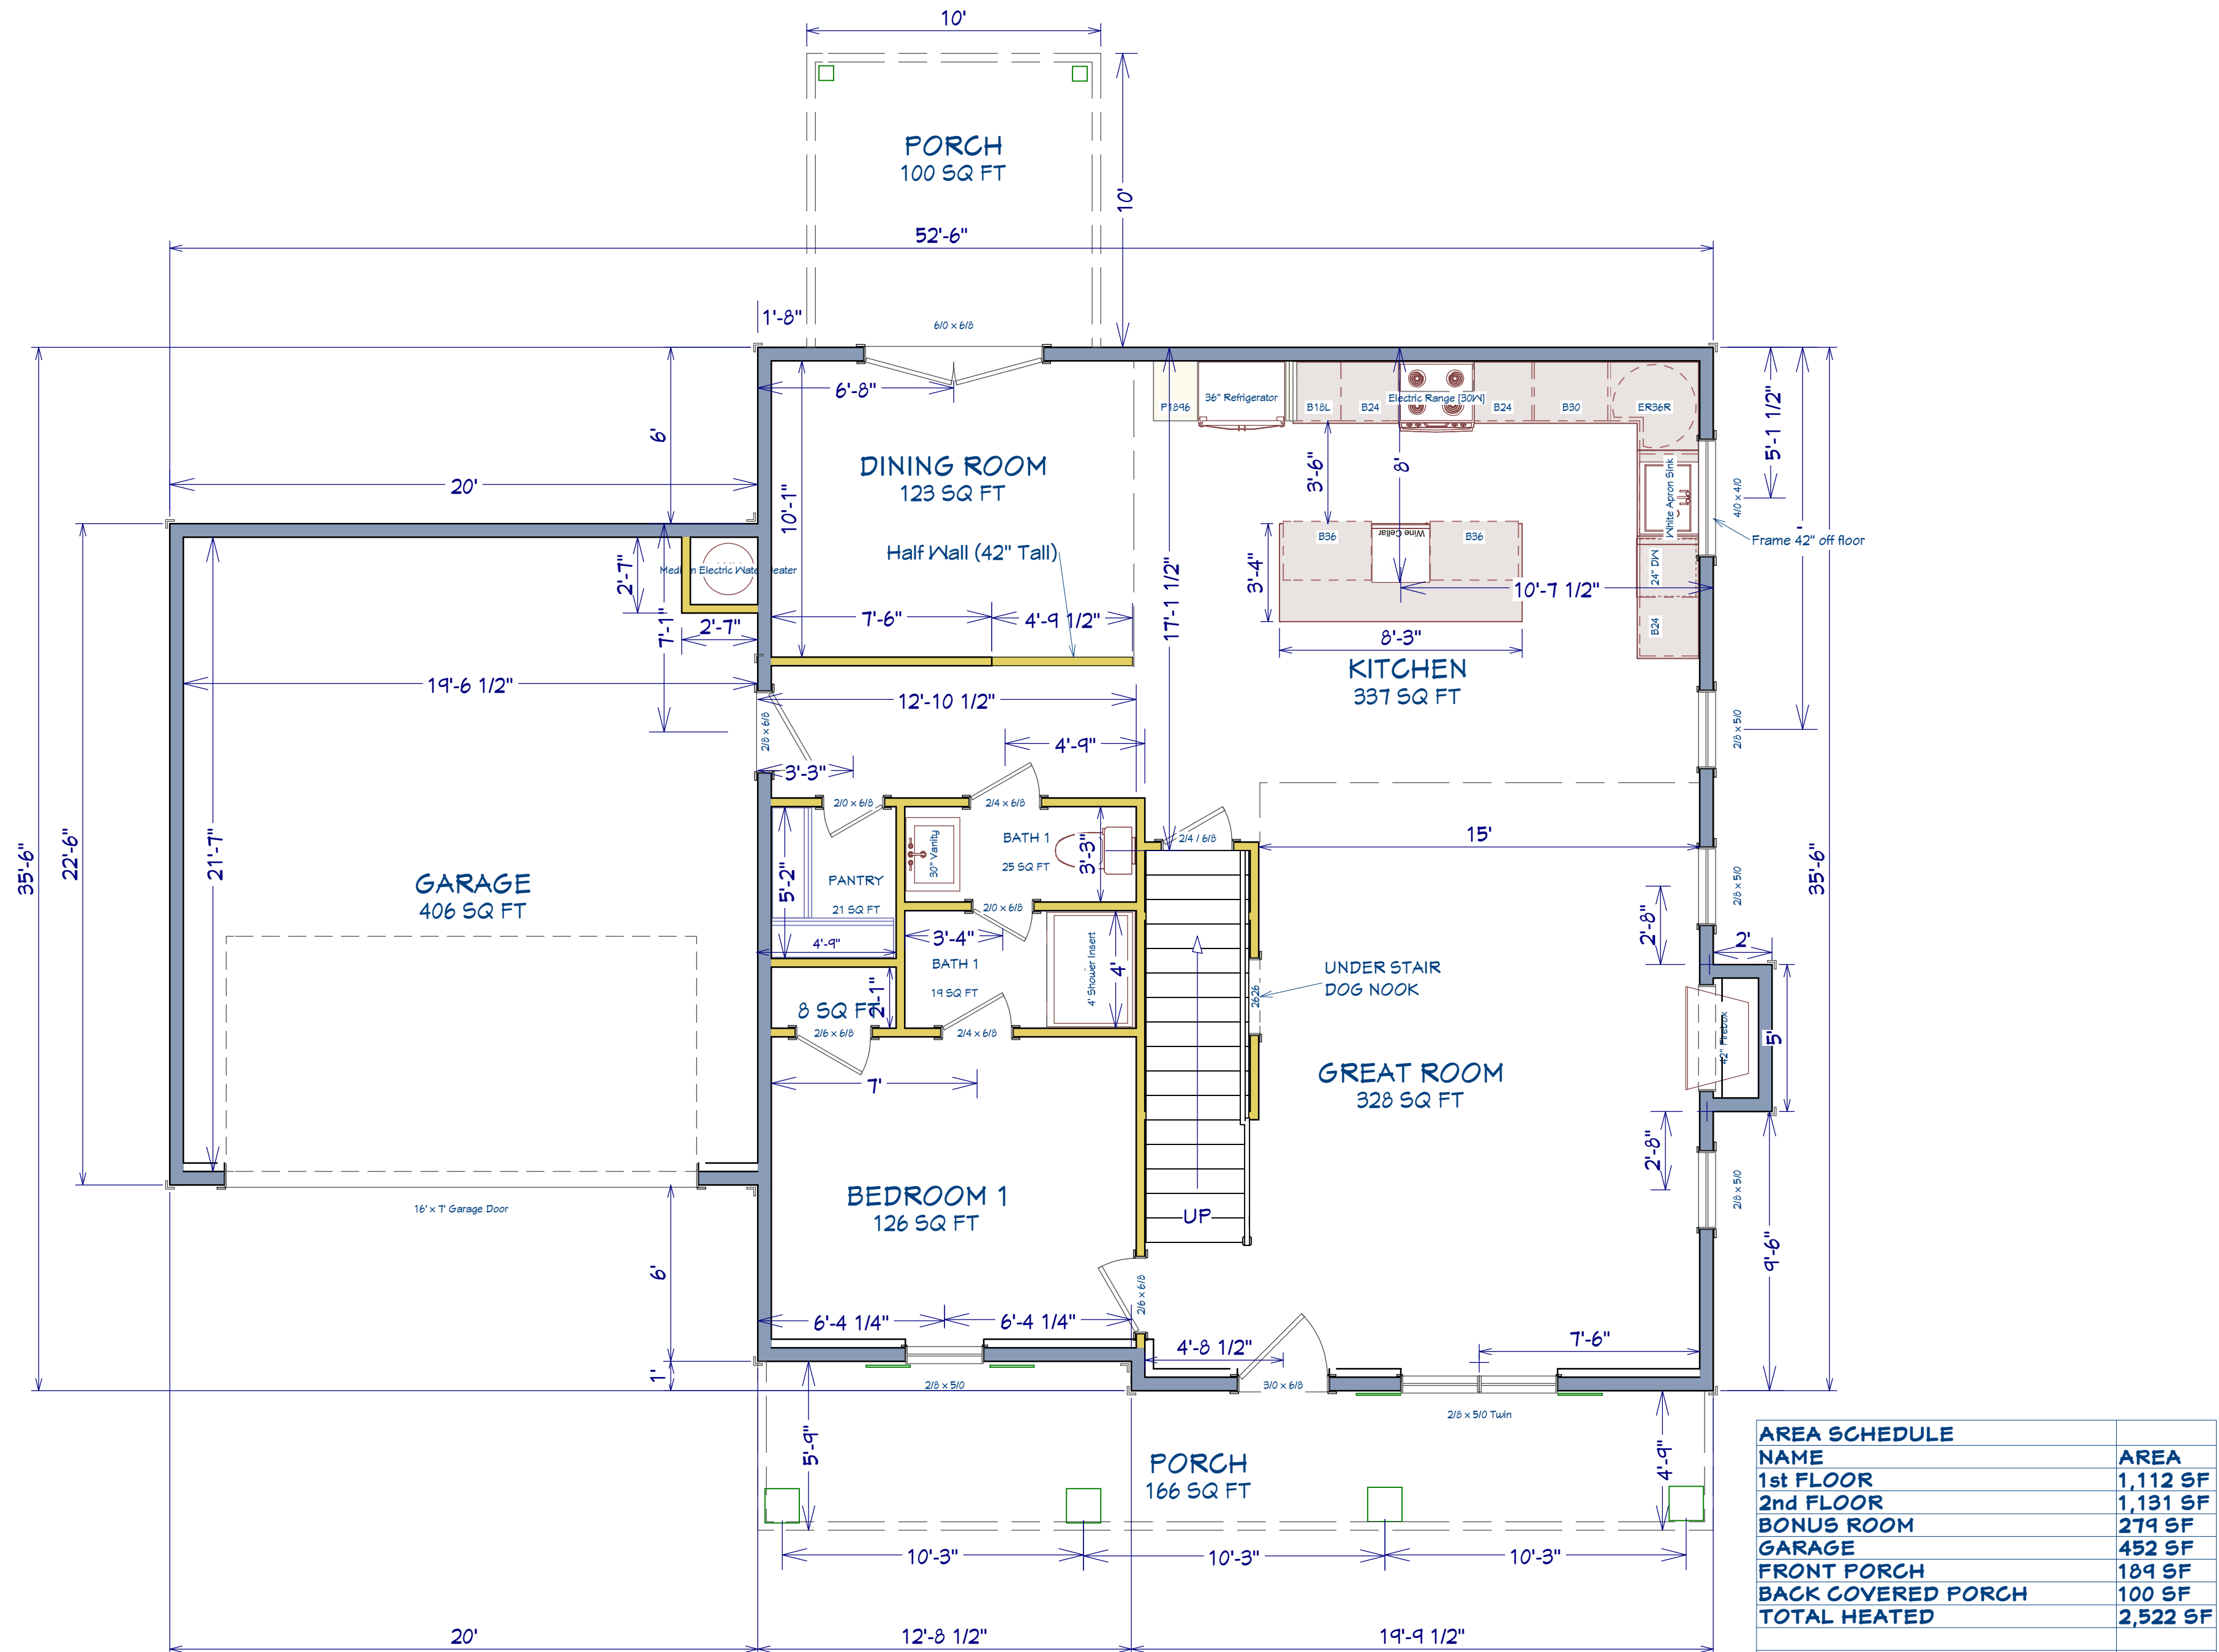 10'
PORCH
100 SQ FT
10'
52'-6"
1'-8"
6/0 x 6/8
6'-8"
6'
20'
P1896
36" Refrigerator
B18L
B24
Electric Range [30W]
B24
B30
ER36R
5'-1 1/2"
DINING ROOM
123 SQ FT
10'-1"
3'-6"
8'
White Apron Sink
4/0 x 4/0
Frame 42" off floor
Half Wall (42" Tall)
B36
Wine Cellar
B36
24" DW
2'-7"
3'-4"
10'-7 1/2"
7'-6"
4'-9 1/2"
17'-1 1/2"
B24
7'-1"
2'-7"
8'-3"
KITCHEN
337 SQ FT
19'-6 1/2"
12'-10 1/2"
2/8 x 6/8
2/8 x 5/0
4'-9"
3'-3"
2/0 x 6/8
2/4 x 6/8
2/4 / 6/8
15'
35'-6"
22'-6"
21'-7"
GARAGE
406 SQ FT
5'-2"
PANTRY
21 SQ FT
30" Vanity
BATH 1
25 SQ FT
3'-3"
2/8 x 5/0
35'-6"
2/0 x 6/8
2'-8"
2'
4'-9"
3'-4"
BATH 1
19 SQ FT
4' Shower Insert
4'
UNDER STAIR
DOG NOOK
2626
8 SQ FT
2'-1"
2/6 x 6/8
2/4 x 6/8
42" Firebox
5'
7'
GREAT ROOM
328 SQ FT
2'-8"
2/8 x 5/0
BEDROOM 1
126 SQ FT
16' x 7' Garage Door
UP
9'-6"
6'
2/6 x 6/8
6'-4 1/4"
6'-4 1/4"
4'-8 1/2"
7'-6"
1'
2/8 x 5/0
3/0 x 6/8
2/8 x 5/0 Twin
5'-9"
PORCH
166 SQ FT
4'-9"
10'-3"
10'-3"
10'-3"
20'
12'-8 1/2"
19'-9 1/2"
AREA SCHEDULE
NAME AREA
1st FLOOR 1,112 SF
2nd FLOOR 1,131 SF
BONUS ROOM 279 SF
GARAGE 452 SF
FRONT PORCH 189 SF
BACK COVERED PORCH 100 SF
TOTAL HEATED 2,522 SF